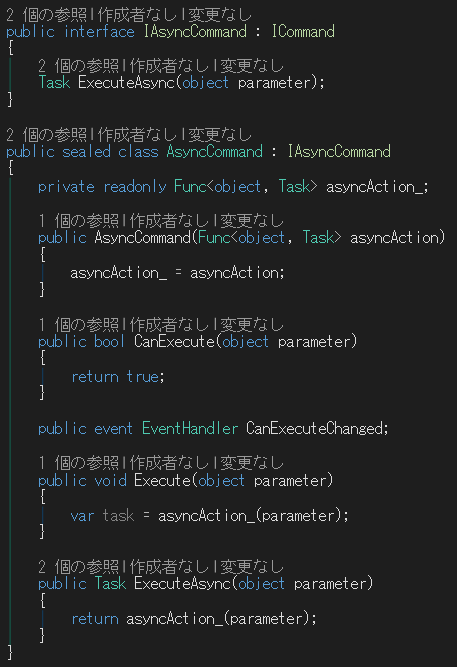 2 個の参照|作成者なし|変更なし
public interface IAsyncCommand : ICommand
{
2 個の参照|作成者なし|変更なし
Task ExecuteAsync(object parameter);
}
2 個の参照|作成者なし|変更なし
public sealed class AsyncCommand : IAsyncCommand
{
private readonly Func<object, Task> asyncAction_;
1 個の参照|作成者なし|変更なし
public AsyncCommand(Func<object, Task> asyncAction)
{
asyncAction_ = asyncAction;
}
1 個の参照|作成者なし|変更なし
public bool CanExecute(object parameter)
{
return true;
}
public event EventHandler CanExecuteChanged;
1 個の参照|作成者なし|変更なし
public void Execute(object parameter)
{
var task = asyncAction_(parameter);
}
2 個の参照|作成者なし|変更なし
public Task ExecuteAsync(object parameter)
{
return asyncAction_(parameter);
}
}